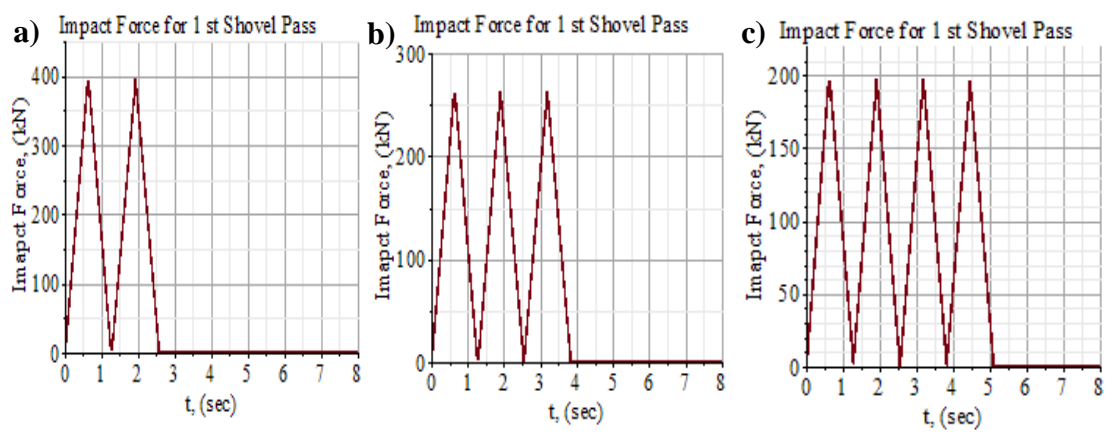 a) Impact Force for 1 st Shovel Pass
Imapct Force, (kN)
400
300
200
100
0
0 1 2 3 4 5 6 7 8
t, (sec)
b) Impact Force for 1 st Shovel Pass
Imapct Force, (kN)
300
200
100
0
0 1 2 3 4 5 6 7 8
t, (sec)
c) Impact Force for 1 st Shovel Pass
Imapct Force, (kN)
200
150
100
50
0
0 1 2 3 4 5 6 7 8
t, (sec)